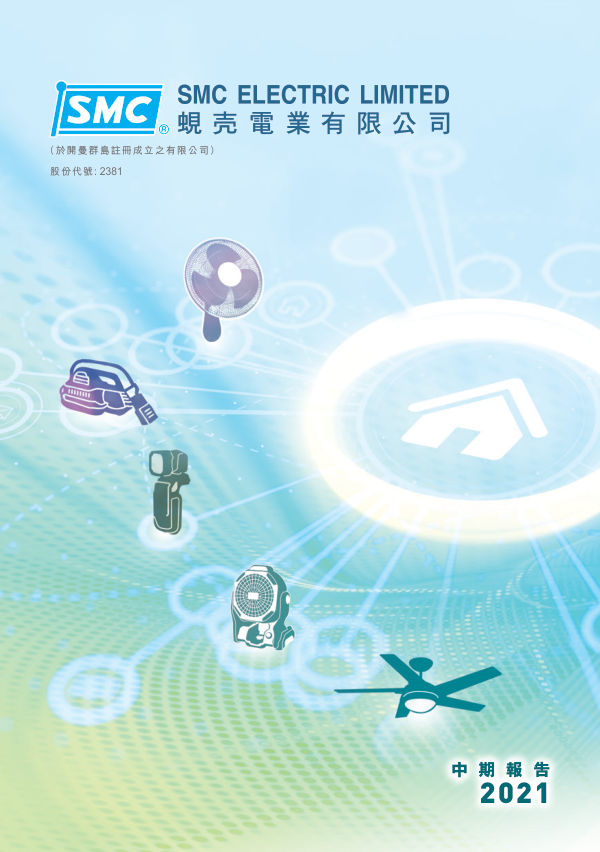 SMC®
SMC ELECTRIC LIMITED
蜆壳電業有限公司
（於開曼群島註冊成立之有限公司）
股份代號: 2381
中期報告
2021